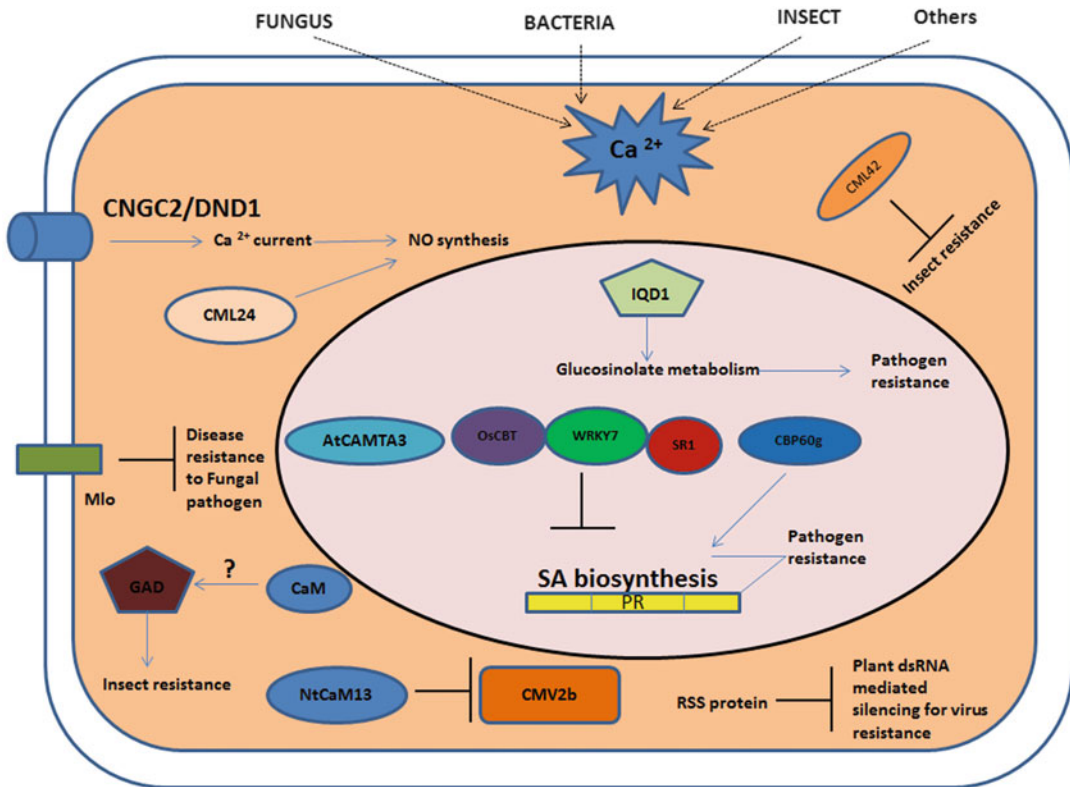 FUNGUS
BACTERIA
INSECT
Others
Ca 2+
CML42
Insect resistance
CNGC2/DND1
Ca 2+ current
NO synthesis
CML24
IQD1
Glucosinolate metabolism
Pathogen
resistance
AtCAMTA3
OsCBT
WRKY7
SR1
CBP60g
Disease
resistance
to Fungal
pathogen
Mlo
Pathogen
resistance
SA biosynthesis
PR
GAD
?
CaM
Insect resistance
NtCaM13
CMV2b
RSS protein
Plant dsRNA
mediated
silencing for virus
resistance